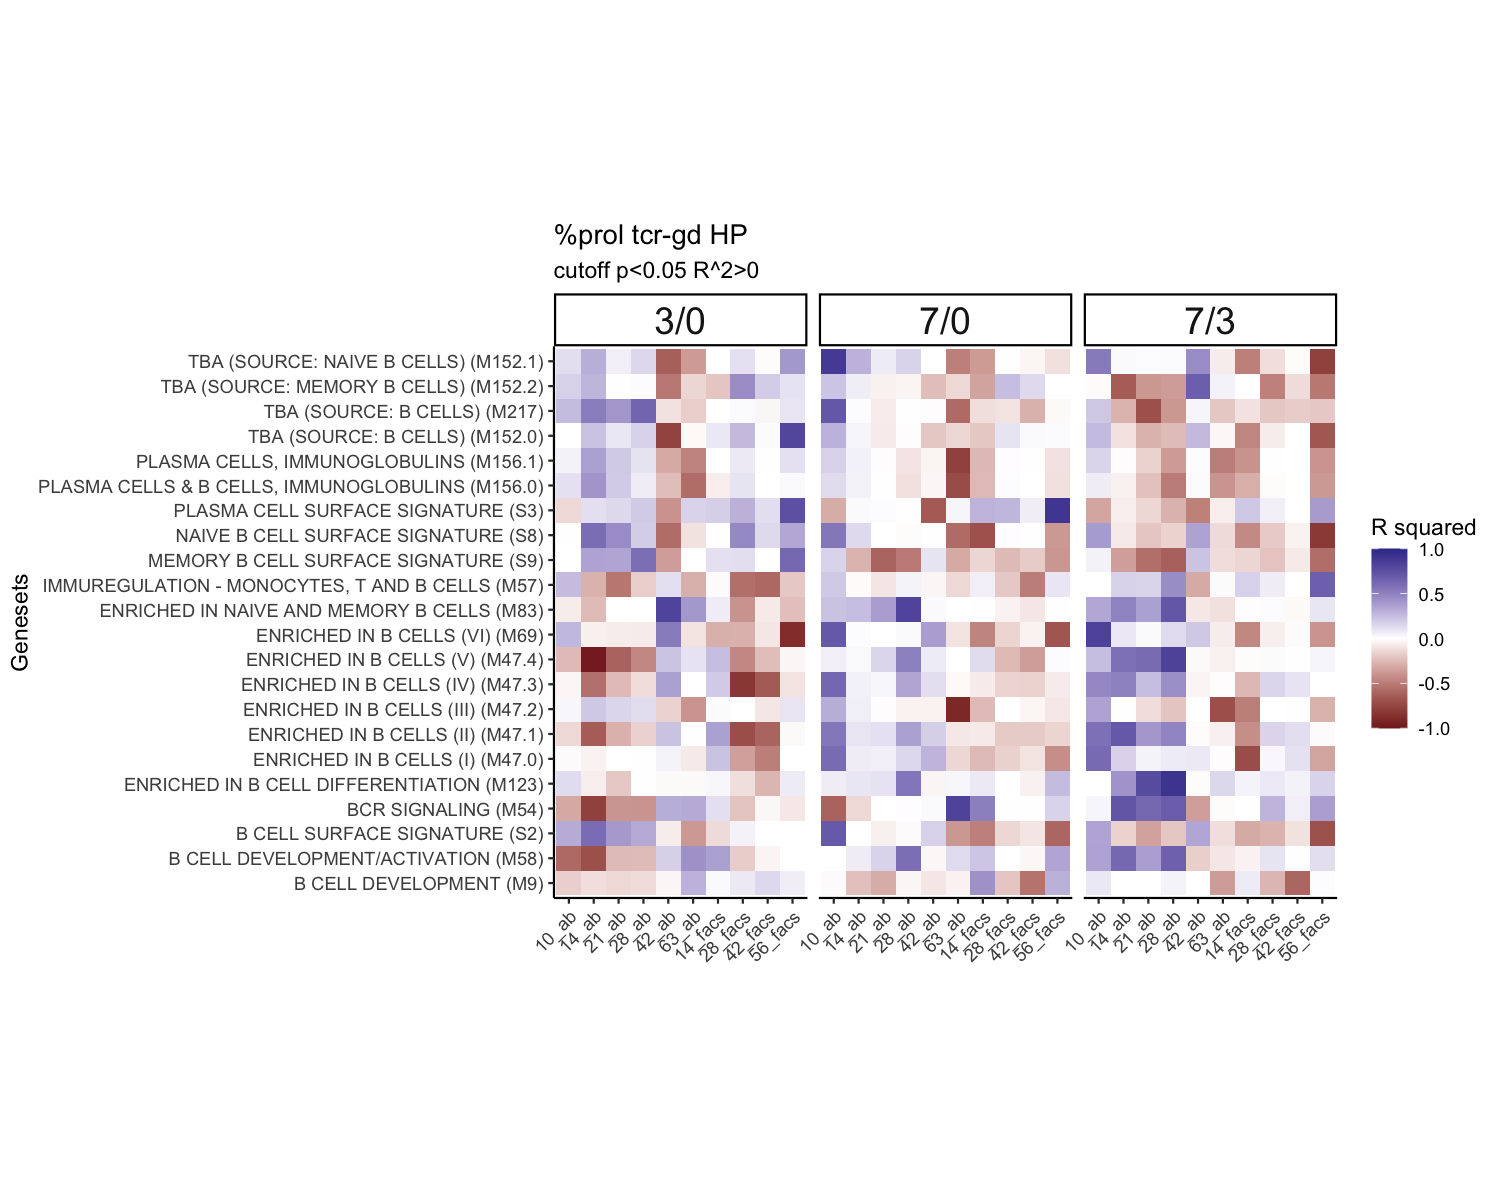 %prol tcr-gd HP
cutoff p<0.05 R^2>0
3/0 7/0 7/3
TBA (SOURCE: NAIVE B CELLS) (M152.1)
TBA (SOURCE: MEMORY B CELLS) (M152.2)
TBA (SOURCE: B CELLS) (M217)
TBA (SOURCE: B CELLS) (M152.0)
PLASMA CELLS, IMMUNOGLOBULINS (M156.1)
PLASMA CELLS & B CELLS, IMMUNOGLOBULINS (M156.0)
PLASMA CELL SURFACE SIGNATURE (S3)
NAIVE B CELL SURFACE SIGNATURE (S8)
MEMORY B CELL SURFACE SIGNATURE (S9)
IMMUREGULATION - MONOCYTES, T AND B CELLS (M57)
ENRICHED IN NAIVE AND MEMORY B CELLS (M83)
ENRICHED IN B CELLS (VI) (M69)
ENRICHED IN B CELLS (V) (M47.4)
ENRICHED IN B CELLS (IV) (M47.3)
ENRICHED IN B CELLS (III) (M47.2)
ENRICHED IN B CELLS (II) (M47.1)
ENRICHED IN B CELLS (I) (M47.0)
ENRICHED IN B CELL DIFFERENTIATION (M123)
BCR SIGNALING (M54)
B CELL SURFACE SIGNATURE (S2)
B CELL DEVELOPMENT/ACTIVATION (M58)
B CELL DEVELOPMENT (M9)
Genesets
10_ab 14_ab 21_ab 28_ab 42_ab 63_ab 14_facs 28_facs 42_facs 56_facs
10_ab 14_ab 21_ab 28_ab 42_ab 63_ab 14_facs 28_facs 42_facs 56_facs
10_ab 14_ab 21_ab 28_ab 42_ab 63_ab 14_facs 28_facs 42_facs 56_facs
R squared
1.0
0.5
0.0
-0.5
-1.0